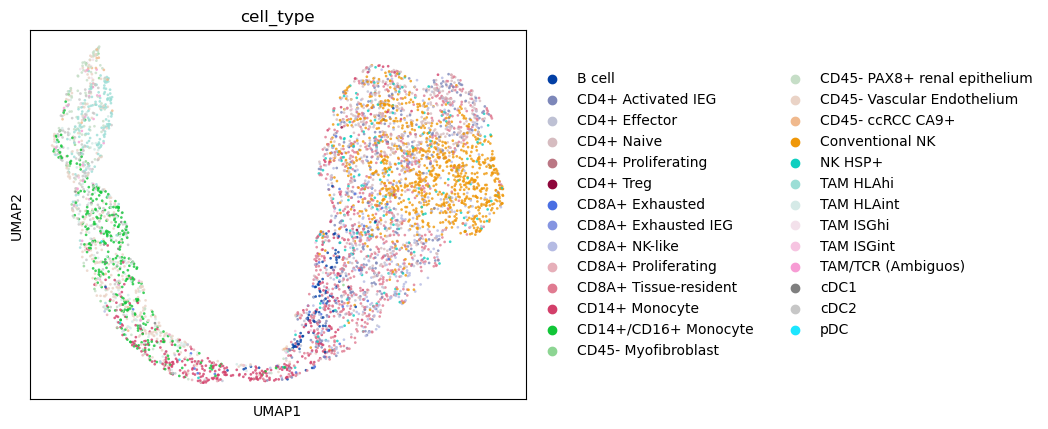 cell_type
UMAP2
UMAP1
B cell
CD4+ Activated IEG
CD4+ Effector
CD4+ Naive
CD4+ Proliferating
CD4+ Treg
CD8A+ Exhausted
CD8A+ Exhausted IEG
CD8A+ NK-like
CD8A+ Proliferating
CD8A+ Tissue-resident
CD14+ Monocyte
CD14+/CD16+ Monocyte
CD45- Myofibroblast
CD45- PAX8+ renal epithelium
CD45- Vascular Endothelium
CD45- ccRCC CA9+
Conventional NK
NK HSP+
TAM HLAhi
TAM HLAint
TAM ISGhi
TAM ISGint
TAM/TCR (Ambiguos)
cDC1
cDC2
pDC